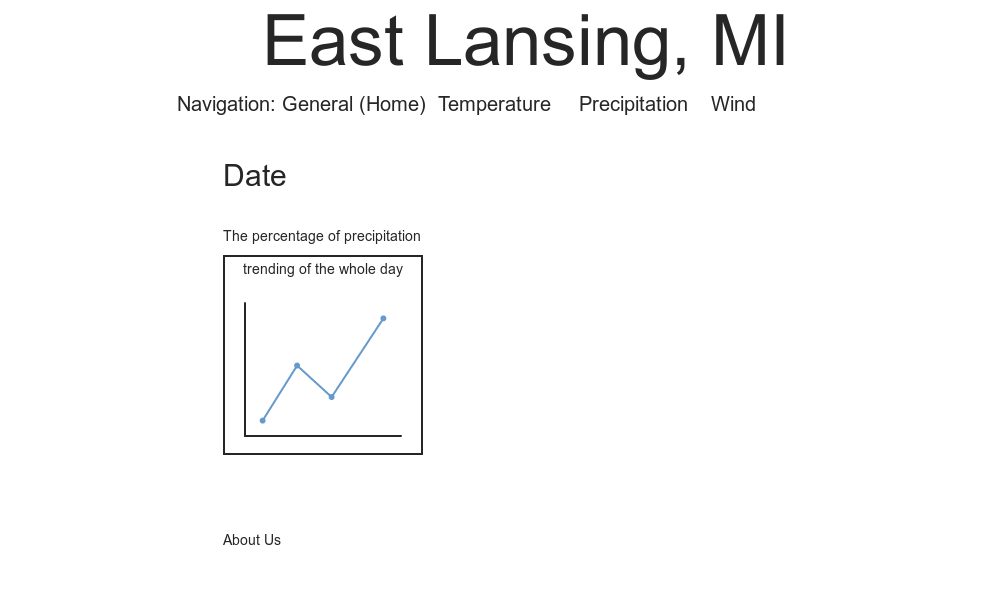 East Lansing, MI
Navigation: General (Home) Temperature Precipitation Wind
Date
The percentage of precipitation
trending of the whole day
About Us